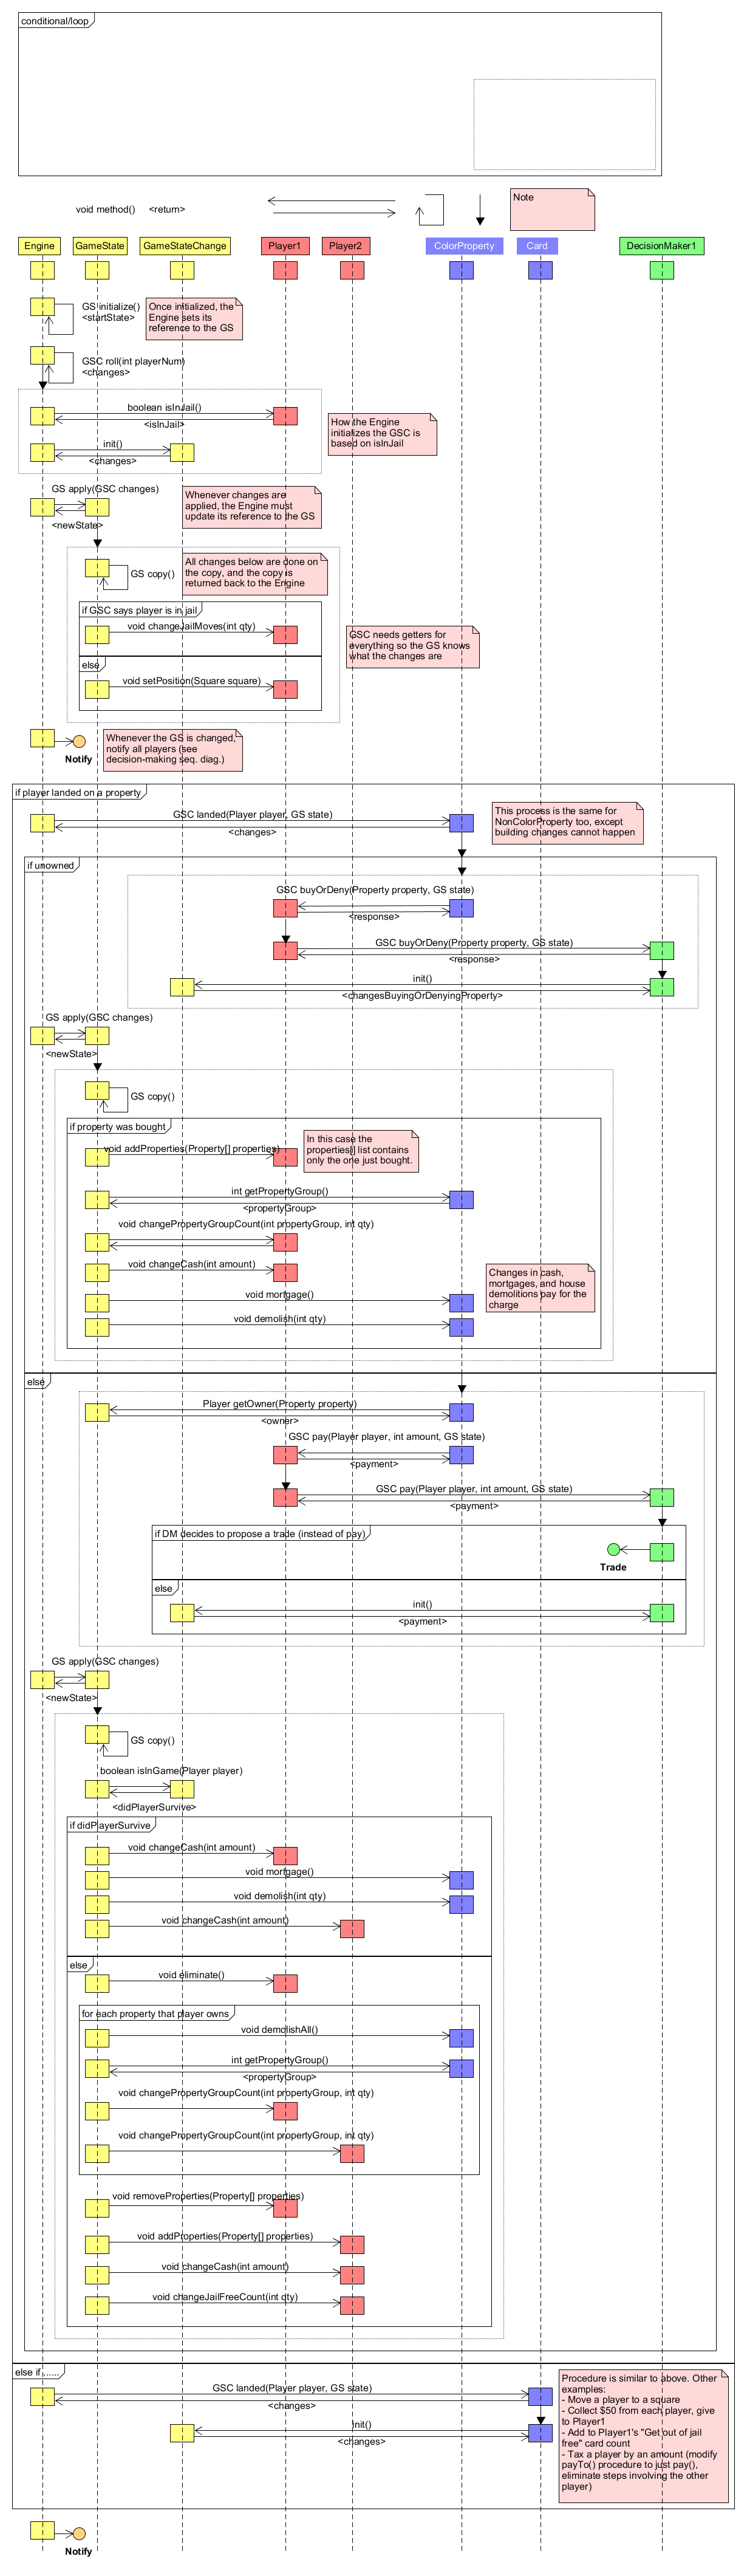 conditional/loop
void method() <return>
Note
Engine GameState GameStateChange Player1 Player2 ColorProperty Card DecisionMaker1
GS initialize()
<startState>
Once initialized, the
Engine sets its
reference to the GS
GSC roll(int playerNum)
<changes>
boolean isInJail()
<isInJail>
How the Engine
initializes the GSC is
based on isInJail
init()
<changes>
GS apply(GSC changes)
<newState>
Whenever changes are
applied, the Engine must
update its reference to the GS
GS copy()
All changes below are done on
the copy, and the copy is
returned back to the Engine
if GSC says player is in jail
void changeJailMoves(int qty)
GSC needs getters for
everything so the GS knows
what the changes are
else
void setPosition(Square square)
Notify
Whenever the GS is changed,
notify all players (see
decision-making seq. diag.)
if player landed on a property
GSC landed(Player player, GS state)
<changes>
This process is the same for
NonColorProperty too, except
building changes cannot happen
if unowned
GSC buyOrDeny(Property property, GS state)
<response>
GSC buyOrDeny(Property property, GS state)
<response>
init()
<changesBuyingOrDenyingProperty>
GS apply(GSC changes)
<newState>
GS copy()
if property was bought
void addProperties(Property[] properties)
In this case the
properties[] list contains
only the one just bought.
int getPropertyGroup()
<propertyGroup>
void changePropertyGroupCount(int propertyGroup, int qty)
void changeCash(int amount)
Changes in cash,
mortgages, and house
demolitions pay for the
charge
void mortgage()
void demolish(int qty)
else
Player getOwner(Property property)
<owner>
GSC pay(Player player, int amount, GS state)
<payment>
GSC pay(Player player, int amount, GS state)
<payment>
if DM decides to propose a trade (instead of pay)
Trade
else
init()
<payment>
GS apply(GSC changes)
<newState>
GS copy()
boolean isInGame(Player player)
<didPlayerSurvive>
if didPlayerSurvive
void changeCash(int amount)
void mortgage()
void demolish(int qty)
void changeCash(int amount)
else
void eliminate()
for each property that player owns
void demolishAll()
int getPropertyGroup()
<propertyGroup>
void changePropertyGroupCount(int propertyGroup, int qty)
void changePropertyGroupCount(int propertyGroup, int qty)
void removeProperties(Property[] properties)
void addProperties(Property[] properties)
void changeCash(int amount)
void changeJailFreeCount(int qty)
else if ......
GSC landed(Player player, GS state)
<changes>
init()
<changes>
Procedure is similar to above. Other
examples:
- Move a player to a square
- Collect $50 from each player, give
to Player1
- Add to Player1's "Get out of jail
free" card count
- Tax a player by an amount (modify
payTo() procedure to just pay(),
eliminate steps involving the other
player)
Notify